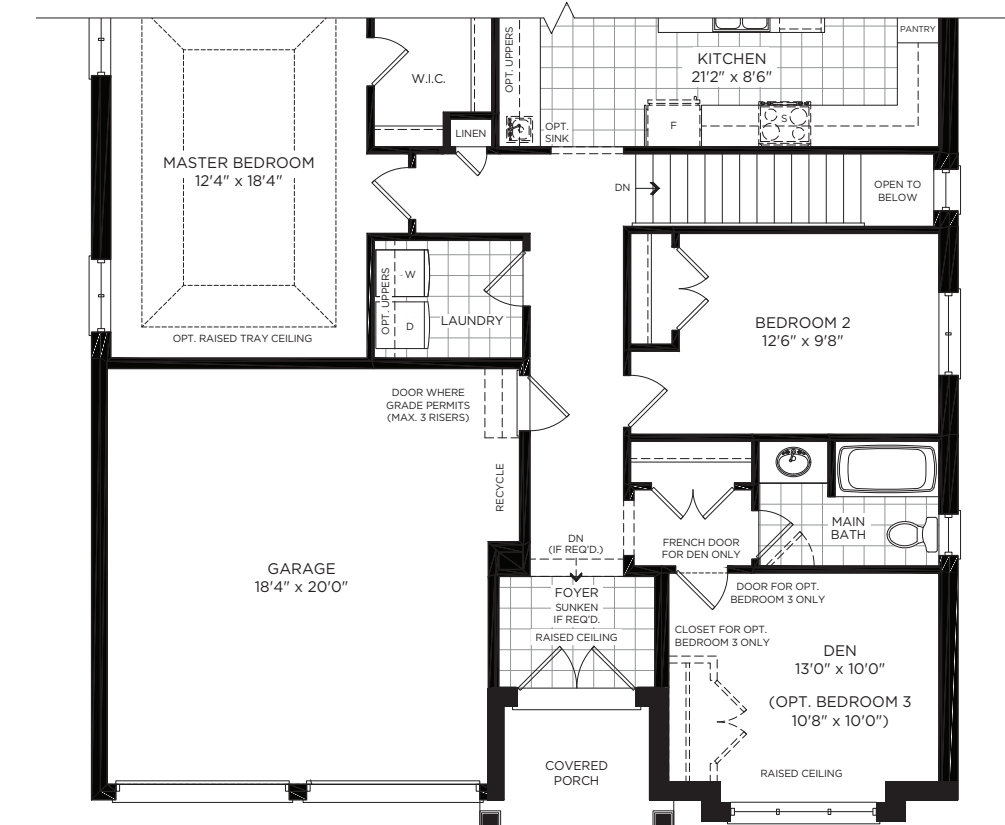 PANTRY
OPT. UPPERS
KITCHEN
21'2" x 8'6"
W.I.C.
LINEN
OPT.
SINK
F
S
MASTER BEDROOM
12'4" x 18'4"
DN
OPEN TO
BELOW
OPT. UPPERS
W
D
LAUNDRY
OPT. RAISED TRAY CEILING
BEDROOM 2
12'6" x 9'8"
DOOR WHERE
GRADE PERMITS
(MAX. 3 RISERS)
RECYCLE
MAIN
BATH
DN
(IF REQ'D.)
FRENCH DOOR
FOR DEN ONLY
GARAGE
18'4" x 20'0"
FOYER
SUNKEN
IF REQ'D.
RAISED CEILING
DOOR FOR OPT.
BEDROOM 3 ONLY
CLOSET FOR OPT.
BEDROOM 3 ONLY
DEN
13'0" x 10'0"
(OPT. BEDROOM 3
10'8" x 10'0")
COVERED
PORCH
RAISED CEILING